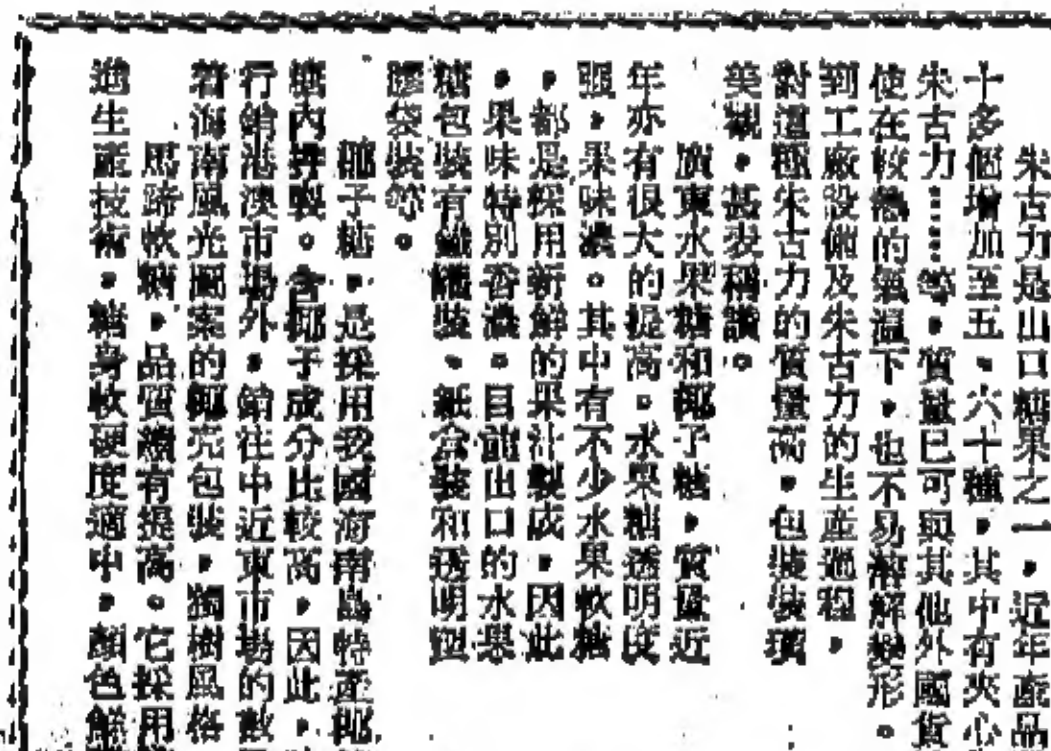 朱古力是出口糖果之一，近年產品
十多個增加至五、六十種，其中有夾心
朱古力……等，質量已可與其他外國貨
使在較熱的氣溫下，也不易溶解變形。
到工廠設備及朱古力的生產過程，
對這種朱古力的質量高，包裝裝璜
美觀，甚表稱讚。
廣東水果糖和椰子糖，質量近
年亦有很大的提高。水果糖透明度
强，果味濃。其中有不少水果軟糖
，都是採用新鮮的果汁製成，因此
，果味特別香濃。目前出口的水果
糖包裝有鐵罐裝、紙盒裝和透明塑
膠袋裝等。
椰子糖，是採用我國海南島特產椰
糖內拌製。含椰子成分比較高，因此，
行銷港澳市場外，銷往中近東市場的數
着海南風光圖案的椰壳包裝，獨樹風格
馬蹄軟糖，品質續有提高。它採用
進生產技術，糖身軟硬度適中，顏色鮮